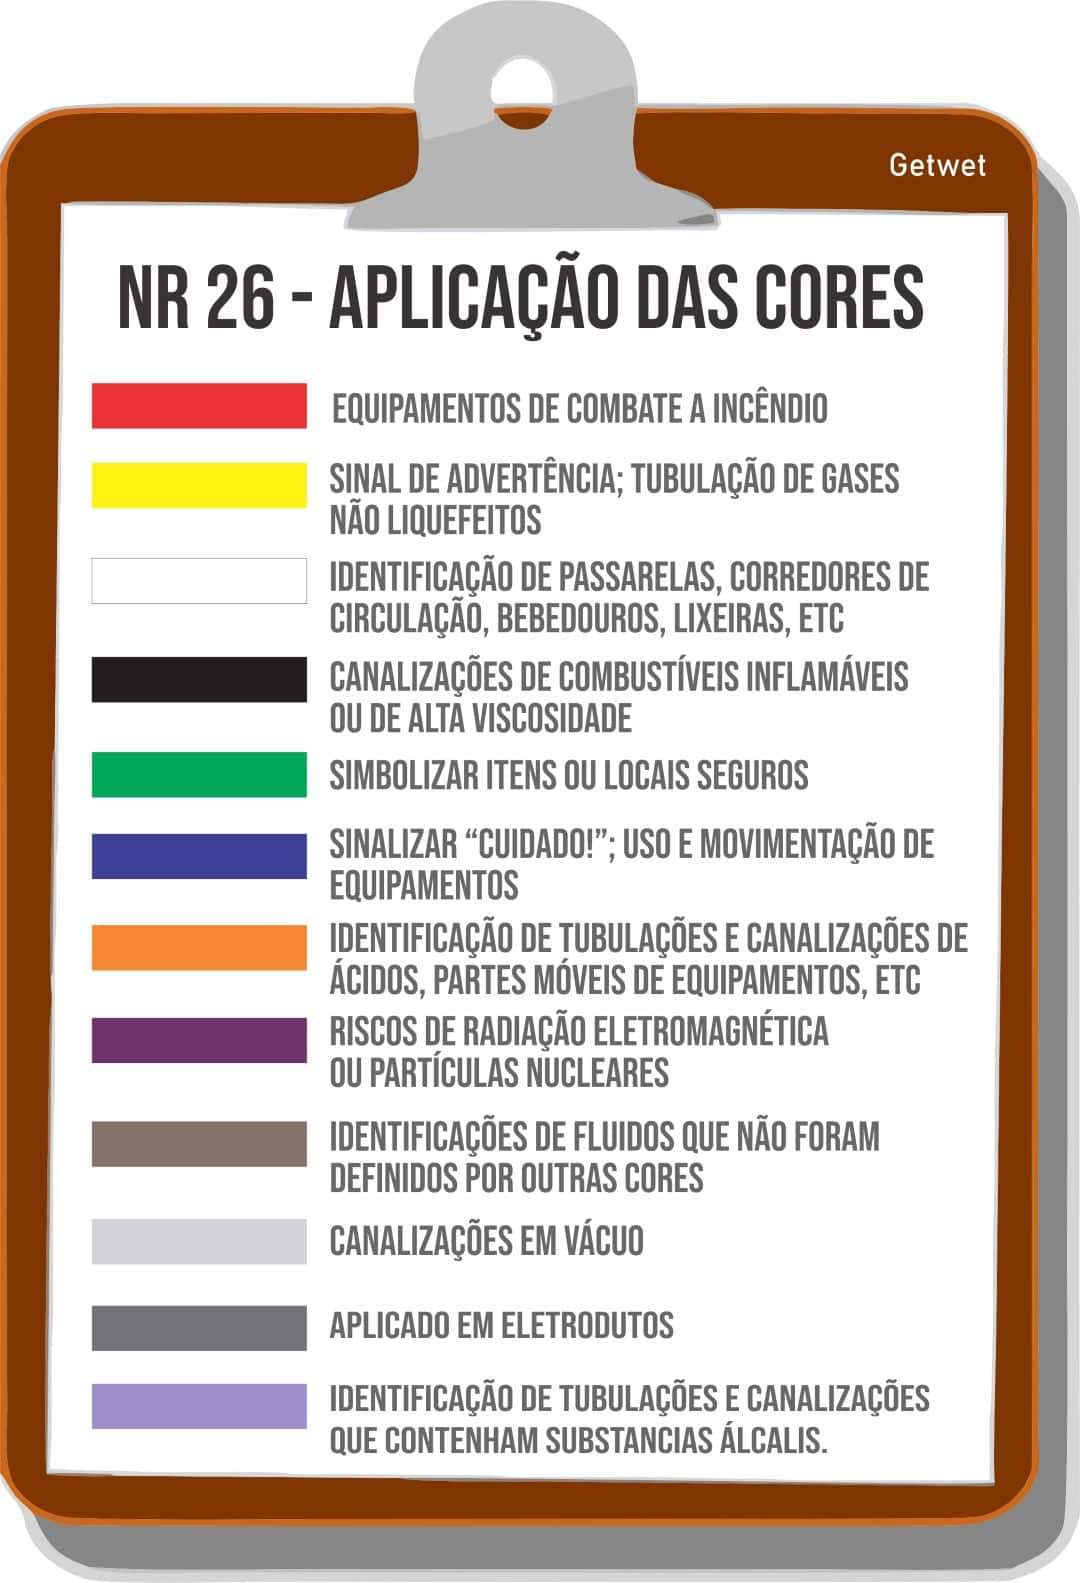 Getwet
NR 26 - APLICAÇÃO DAS CORES
EQUIPAMENTOS DE COMBATE A INCÊNDIO
SINAL DE ADVERTÊNCIA; TUBULAÇÃO DE GASES
NÃO LIQUEFEITOS
IDENTIFICAÇÃO DE PASSARELAS, CORREDORES DE
CIRCULAÇÃO, BEBEDOUROS, LIXEIRAS, ETC
CANALIZAÇÕES DE COMBUSTÍVEIS INFLAMÁVEIS
OU DE ALTA VISCOSIDADE
SIMBOLIZAR ITENS OU LOCAIS SEGUROS
SINALIZAR “CUIDADO!”; USO E MOVIMENTAÇÃO DE
EQUIPAMENTOS
IDENTIFICAÇÃO DE TUBULAÇÕES E CANALIZAÇÕES DE
ÁCIDOS, PARTES MÓVEIS DE EQUIPAMENTOS, ETC
RISCOS DE RADIAÇÃO ELETROMAGNÉTICA
OU PARTÍCULAS NUCLEARES
IDENTIFICAÇÕES DE FLUIDOS QUE NÃO FORAM
DEFINIDOS POR OUTRAS CORES
CANALIZAÇÕES EM VÁCUO
APLICADO EM ELETRODUTOS
IDENTIFICAÇÃO DE TUBULAÇÕES E CANALIZAÇÕES
QUE CONTENHAM SUBSTANCIAS ÁLCALIS.